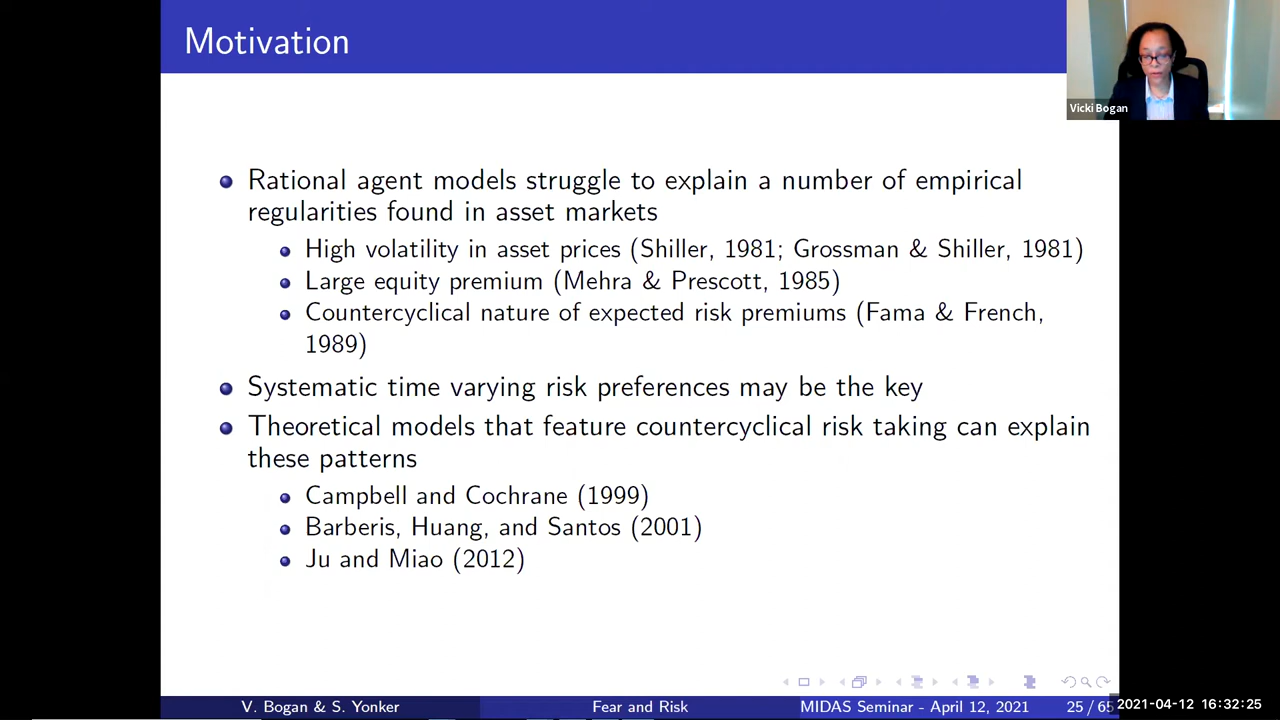 Motivation
Vicki Bogan
Rational agent models struggle to explain a number of empirical
regularities found in asset markets
High volatility in asset prices (Shiller, 1981; Grossman & Shiller, 1981)
Large equity premium (Mehra & Prescott, 1985)
Countercyclical nature of expected risk premiums (Fama & French,
1989)
Systematic time varying risk preferences may be the key
Theoretical models that feature countercyclical risk taking can explain
these patterns
Campbell and Cochrane (1999)
Barberis, Huang, and Santos (2001)
Ju and Miao (2012)
V. Bogan & S. Yonker Fear and Risk MIDAS Seminar - April 12, 2021 25 / 65 2021-04-12 16:32:25